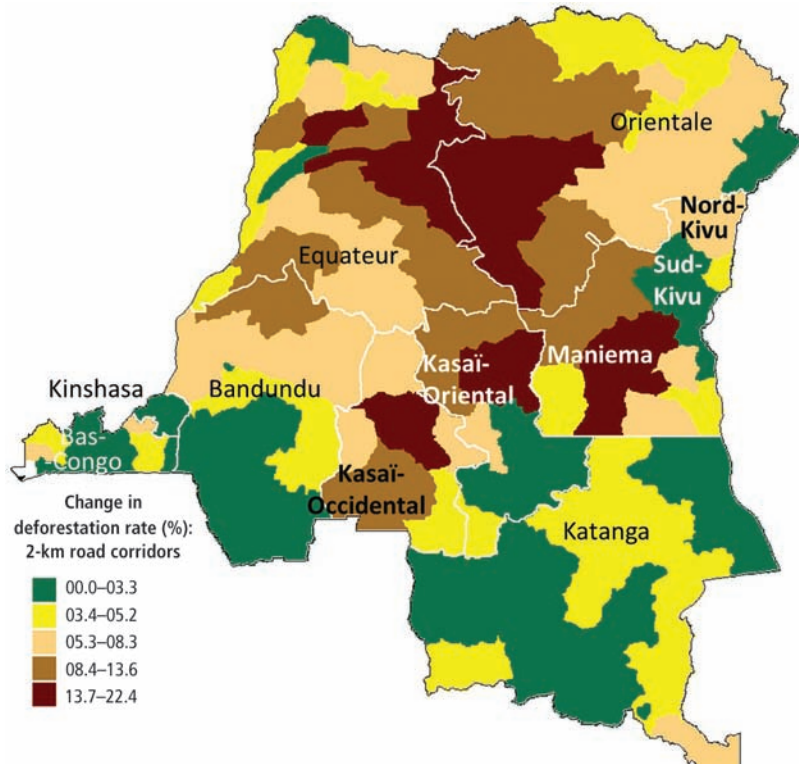 Orientale
Nord-
Kivu
Sud-
Kivu
Equateur
Maniema
Kasaï-
Oriental
Kinshasa
Bandundu
Bas-
Congo
Kasaï-
Occidental
Katanga
Change in
deforestation rate (%):
2-km road corridors
00.0–03.3
03.4–05.2
05.3–08.3
08.4–13.6
13.7–22.4